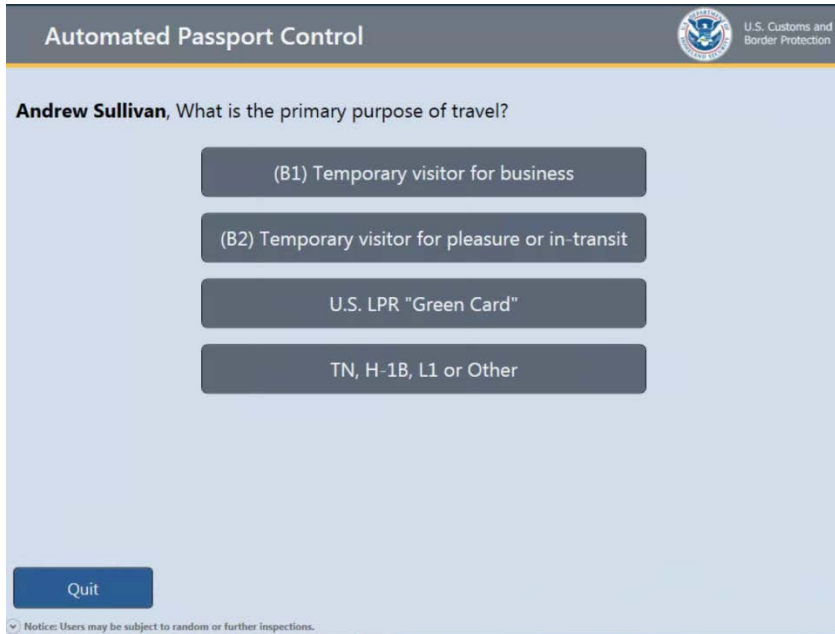 Automated Passport Control
U.S. Customs and
Border Protection
Andrew Sullivan, What is the primary purpose of travel?
(B1) Temporary visitor for business
(B2) Temporary visitor for pleasure or in-transit
U.S. LPR "Green Card"
TN, H-1B, L1 or Other
Quit
Notice: Users may be subject to random or further inspections.